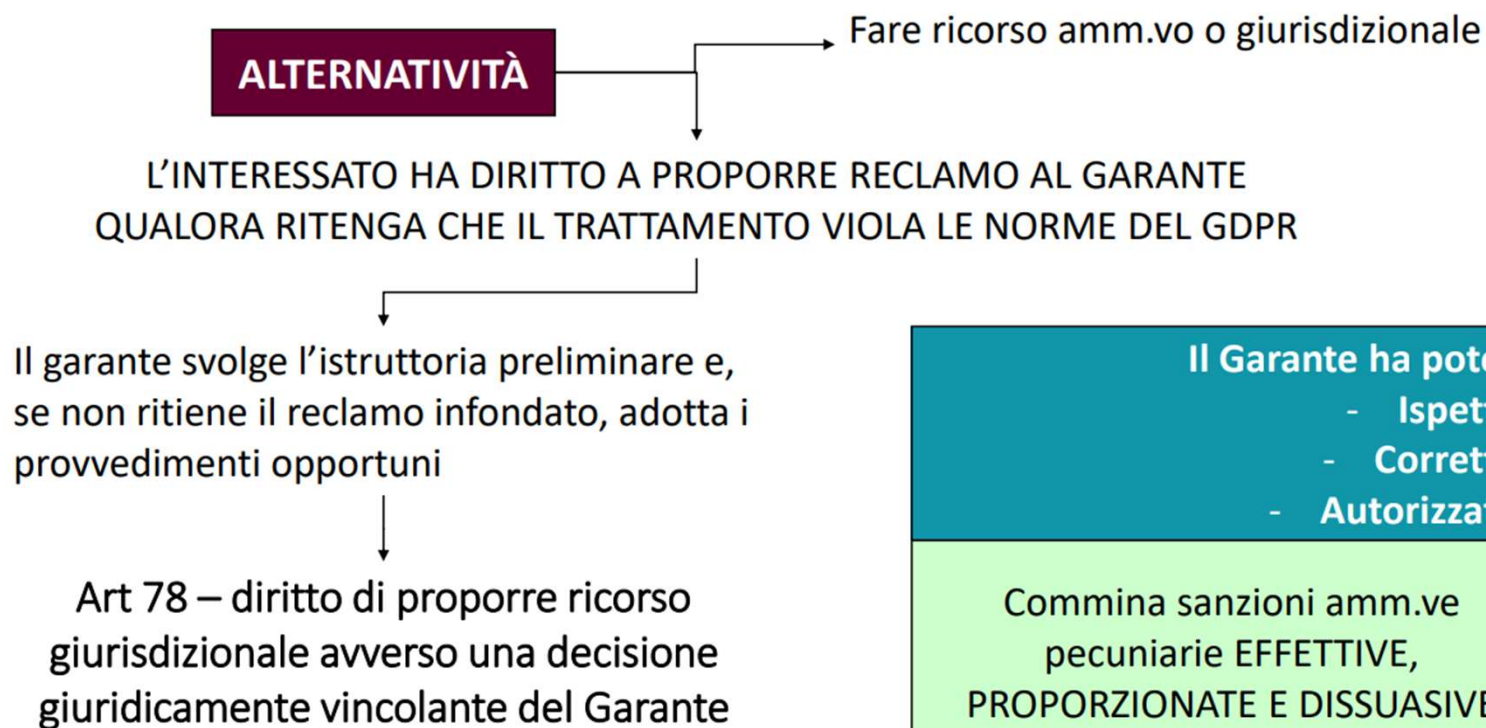 Fare ricorso amm.vo o giurisdizionale
ALTERNATIVITÀ
L'INTERESSATO HA DIRITTO A PROPORRE RECLAMO AL GARANTE
QUALORA RITENGA CHE IL TRATTAMENTO VIOLA LE NORME DEL GDPR
Il garante svolge l'istruttoria preliminare e,
se non ritiene il reclamo infondato, adotta i
provvedimenti opportuni
Art 78 – diritto di proporre ricorso
giurisdizionale avverso una decisione
giuridicamente vincolante del Garante
Il Garante ha
-
-
-
Commina sanzioni amm.ve
pecuniarie EFFETTIVE,
PROPORZIONATE E DISSUASIVE